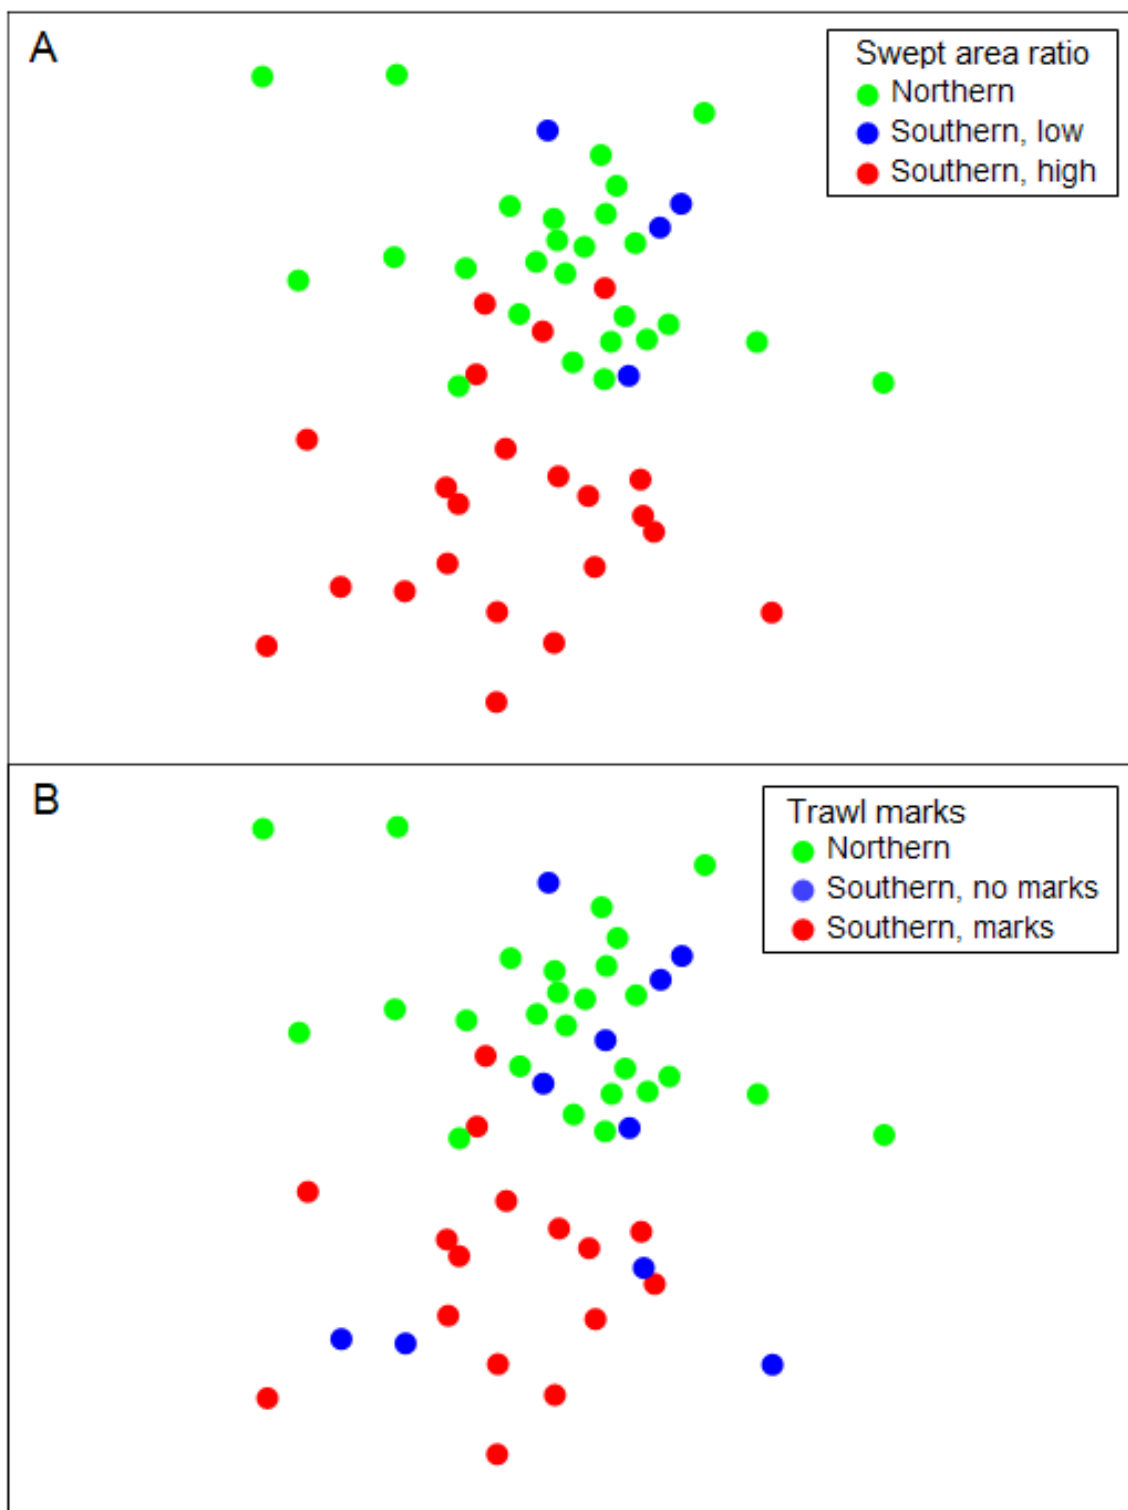 A
Swept area ratio
Northern
Southern, low
Southern, high
B
Trawl marks
Northern
Southern, no marks
Southern, marks